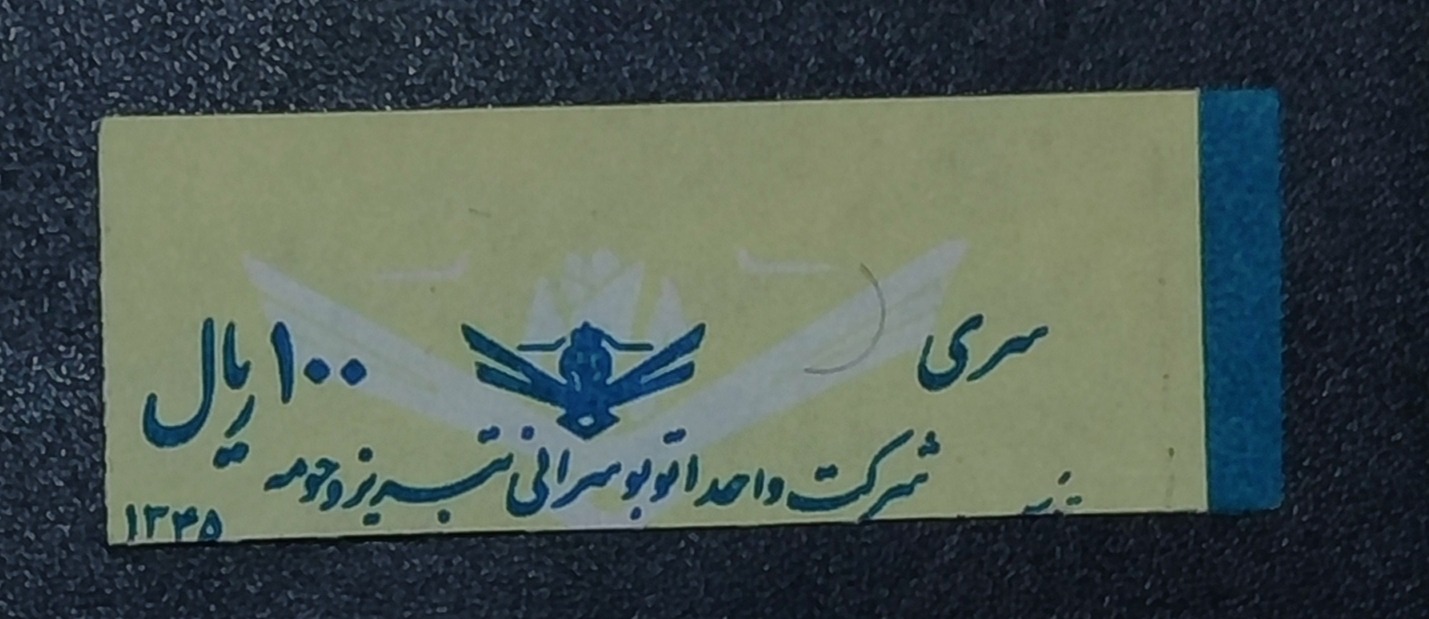 سری
۱۰۰ ریال
شرکت واحد اتوبوسرانی تبریز و حومه
۱۳۴۵